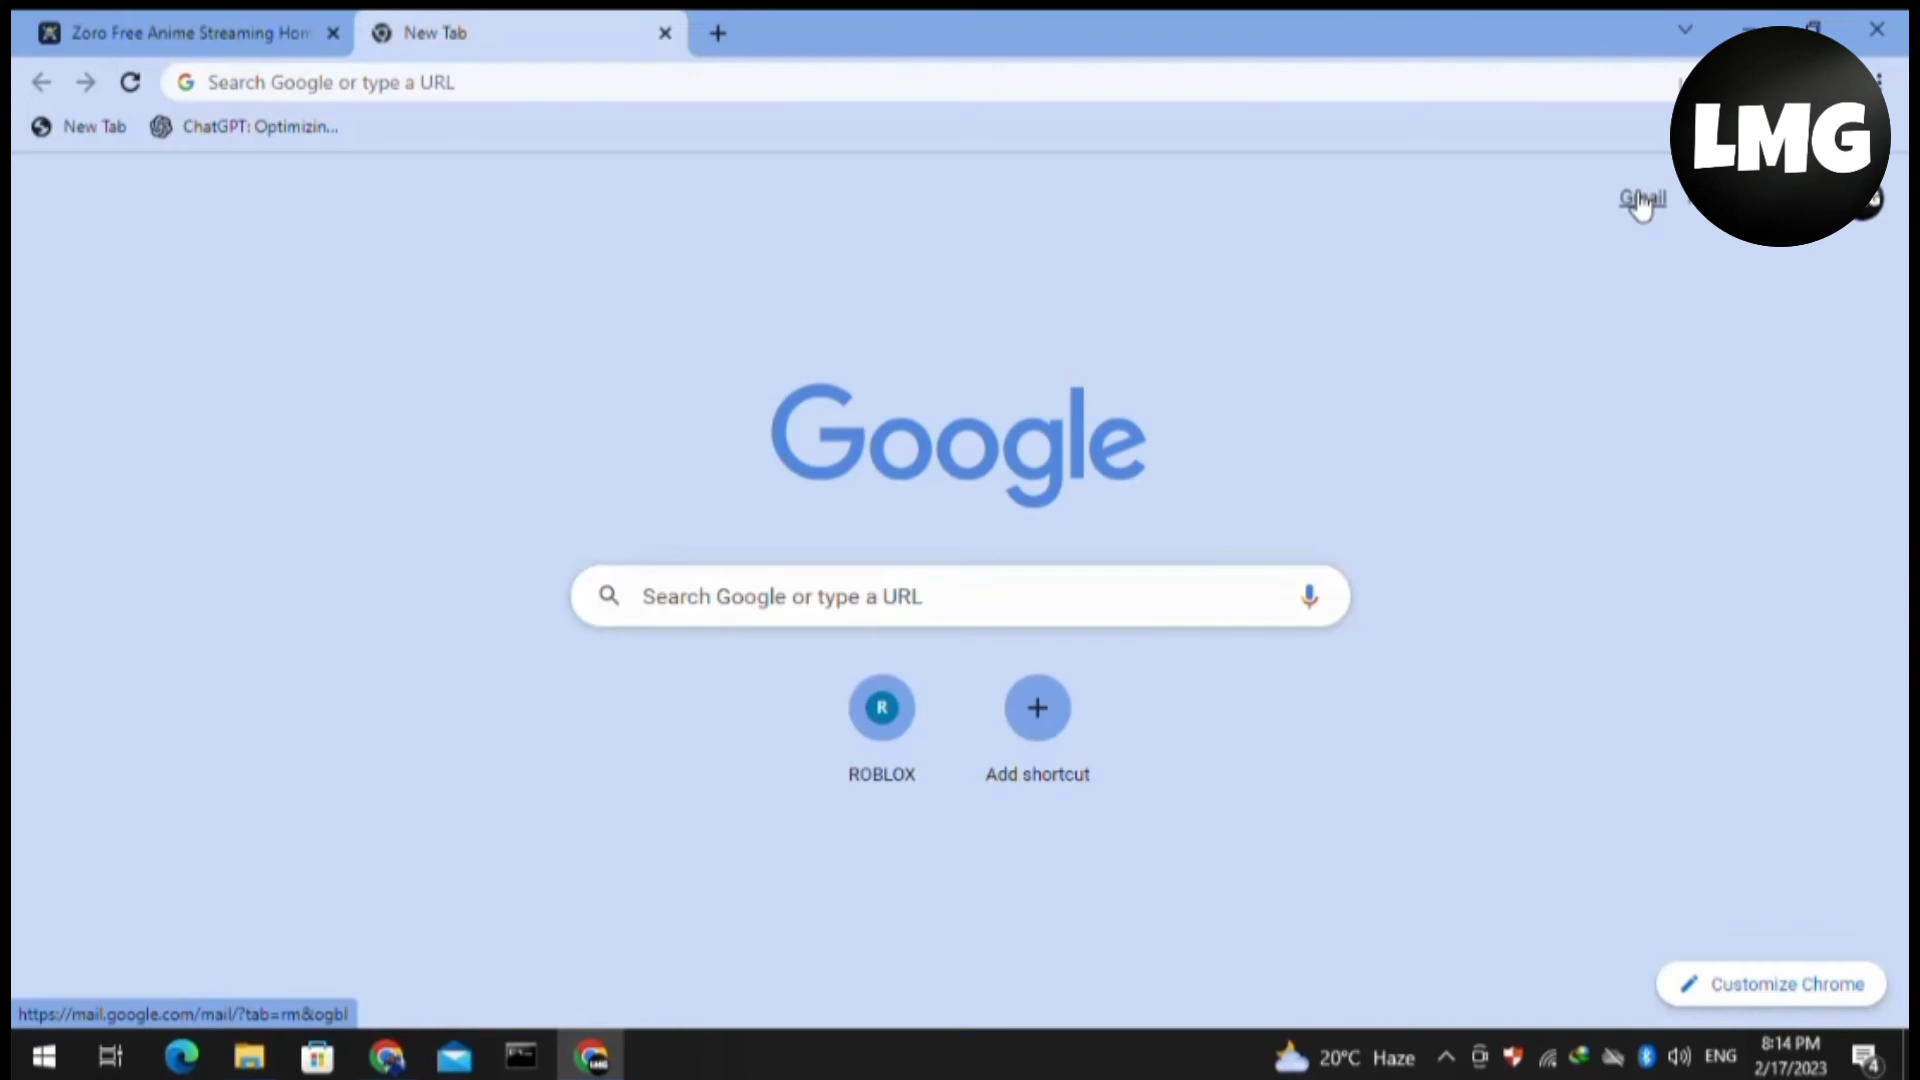 Zoro Free Anime Streaming Hom
New Tab
Search Google or type a URL
New Tab
ChatGPT: Optimizin...
LMG
Gmail
Google
Search Google or type a URL
R
ROBLOX
Add shortcut
Customize Chrome
https://mail.google.com/mail/?tab=rm&ogbl
LMG
20°C Haze
ENG
8:14 PM
2/17/2023
4